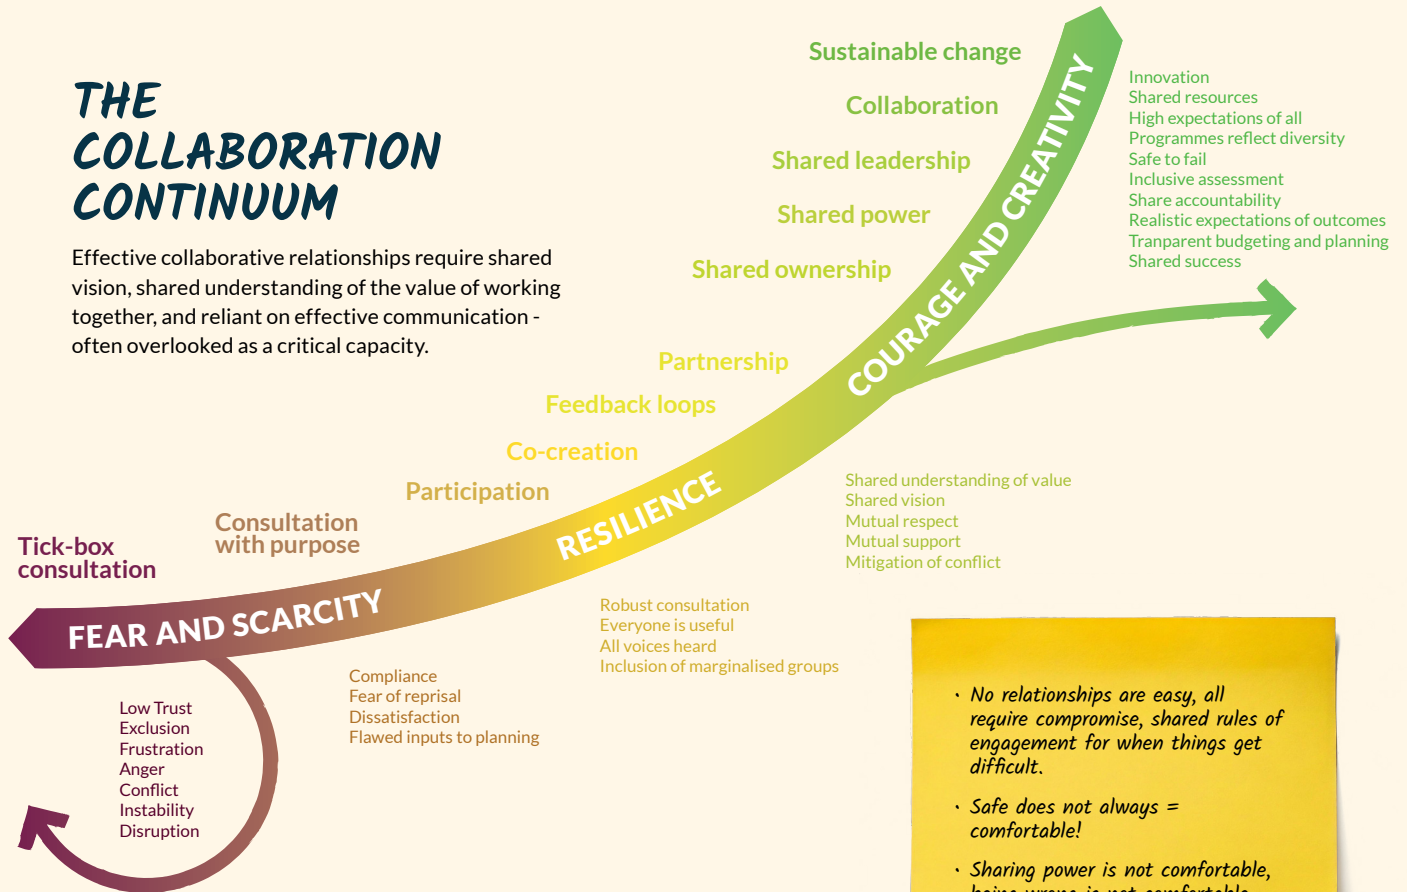 THE
COLLABORATION
CONTINUUM
Effective collaborative relationships require shared
vision, shared understanding of the value of working
together, and reliant on effective communication -
often overlooked as a critical capacity.
Sustainable change
Collaboration
Shared leadership
Shared power
Shared ownership
Partnership
Feedback loops
Co-creation
Participation
Consultation
with purpose
Tick-box
consultation
COURAGE AND CREATIVITY
RESILIENCE
FEAR AND SCARCITY
Innovation
Shared resources
High expectations of all
Programmes reflect diversity
Safe to fail
Inclusive assessment
Share accountability
Realistic expectations of outcomes
Tranparent budgeting and planning
Shared success
Shared understanding of value
Shared vision
Mutual respect
Mutual support
Mitigation of conflict
Robust consultation
Everyone is useful
All voices heard
Inclusion of marginalised groups
Compliance
Fear of reprisal
Dissatisfaction
Flawed inputs to planning
Low Trust
Exclusion
Frustration
Anger
Conflict
Instability
Disruption
· No relationships are easy, all
require compromise, shared rules of
engagement for when things get
difficult.
· Safe does not always =
comfortable!
· Sharing power is not comfortable,
being wrong is not comfortable